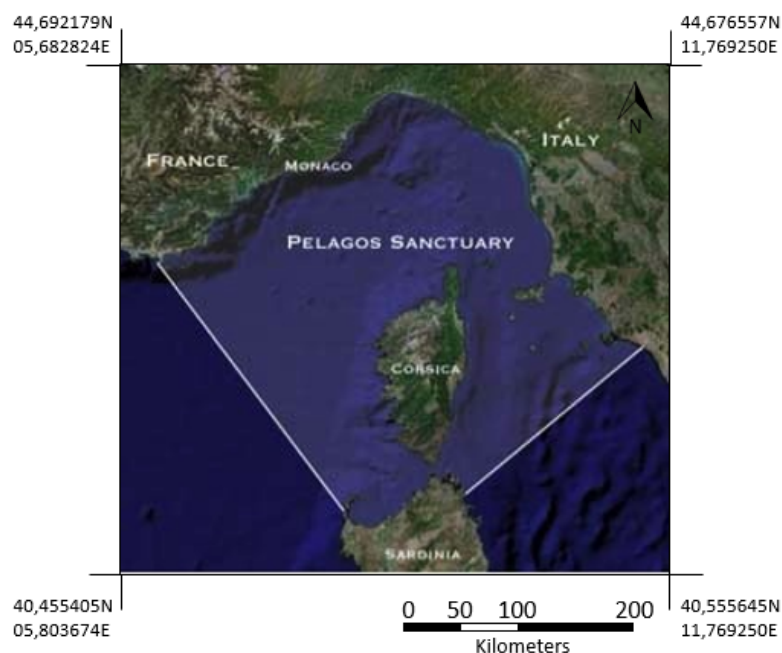 44,692179N
05,682824E
44,676557N
11,769250E
N
ITALY
FRANCE
MONACO
PELAGOS SANCTUARY
CORSICA
SARDINIA
40,455405N
05,803674E
40,555645N
11,769250E
0 50 100 200
Kilometers